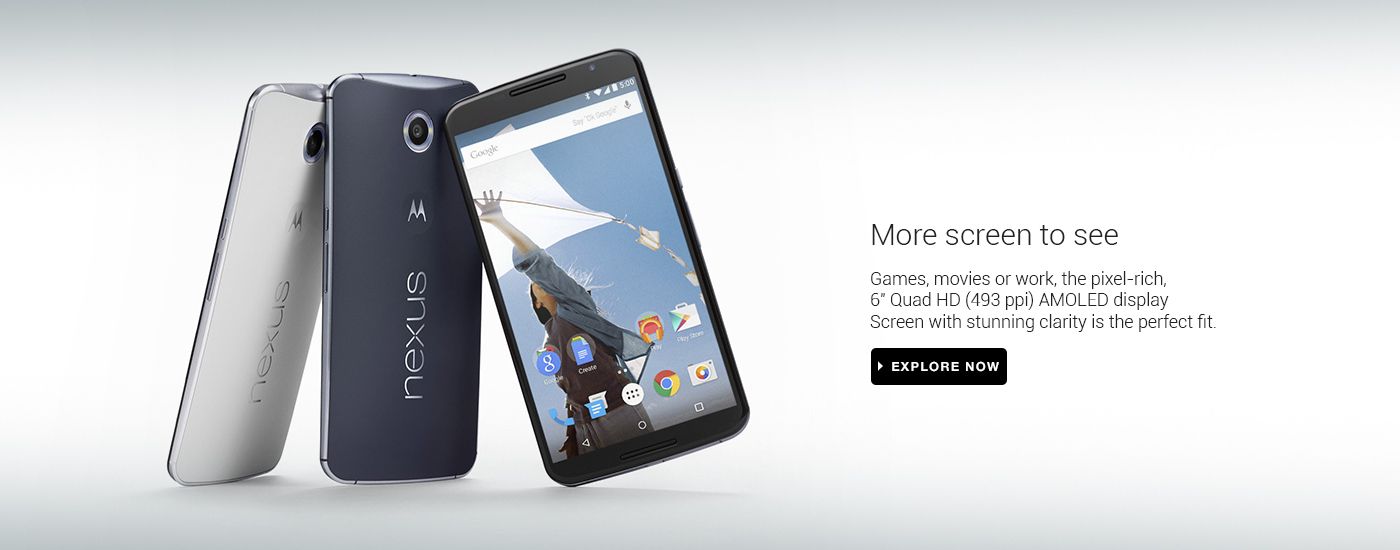 nexus
nexus
5:00
Google
Say "Ok Google"
Google
Create
Play
Play Store
More screen to see
Games, movies or work, the pixel-rich,
6" Quad HD (493 ppi) AMOLED display
Screen with stunning clarity is the perfect fit.
EXPLORE NOW